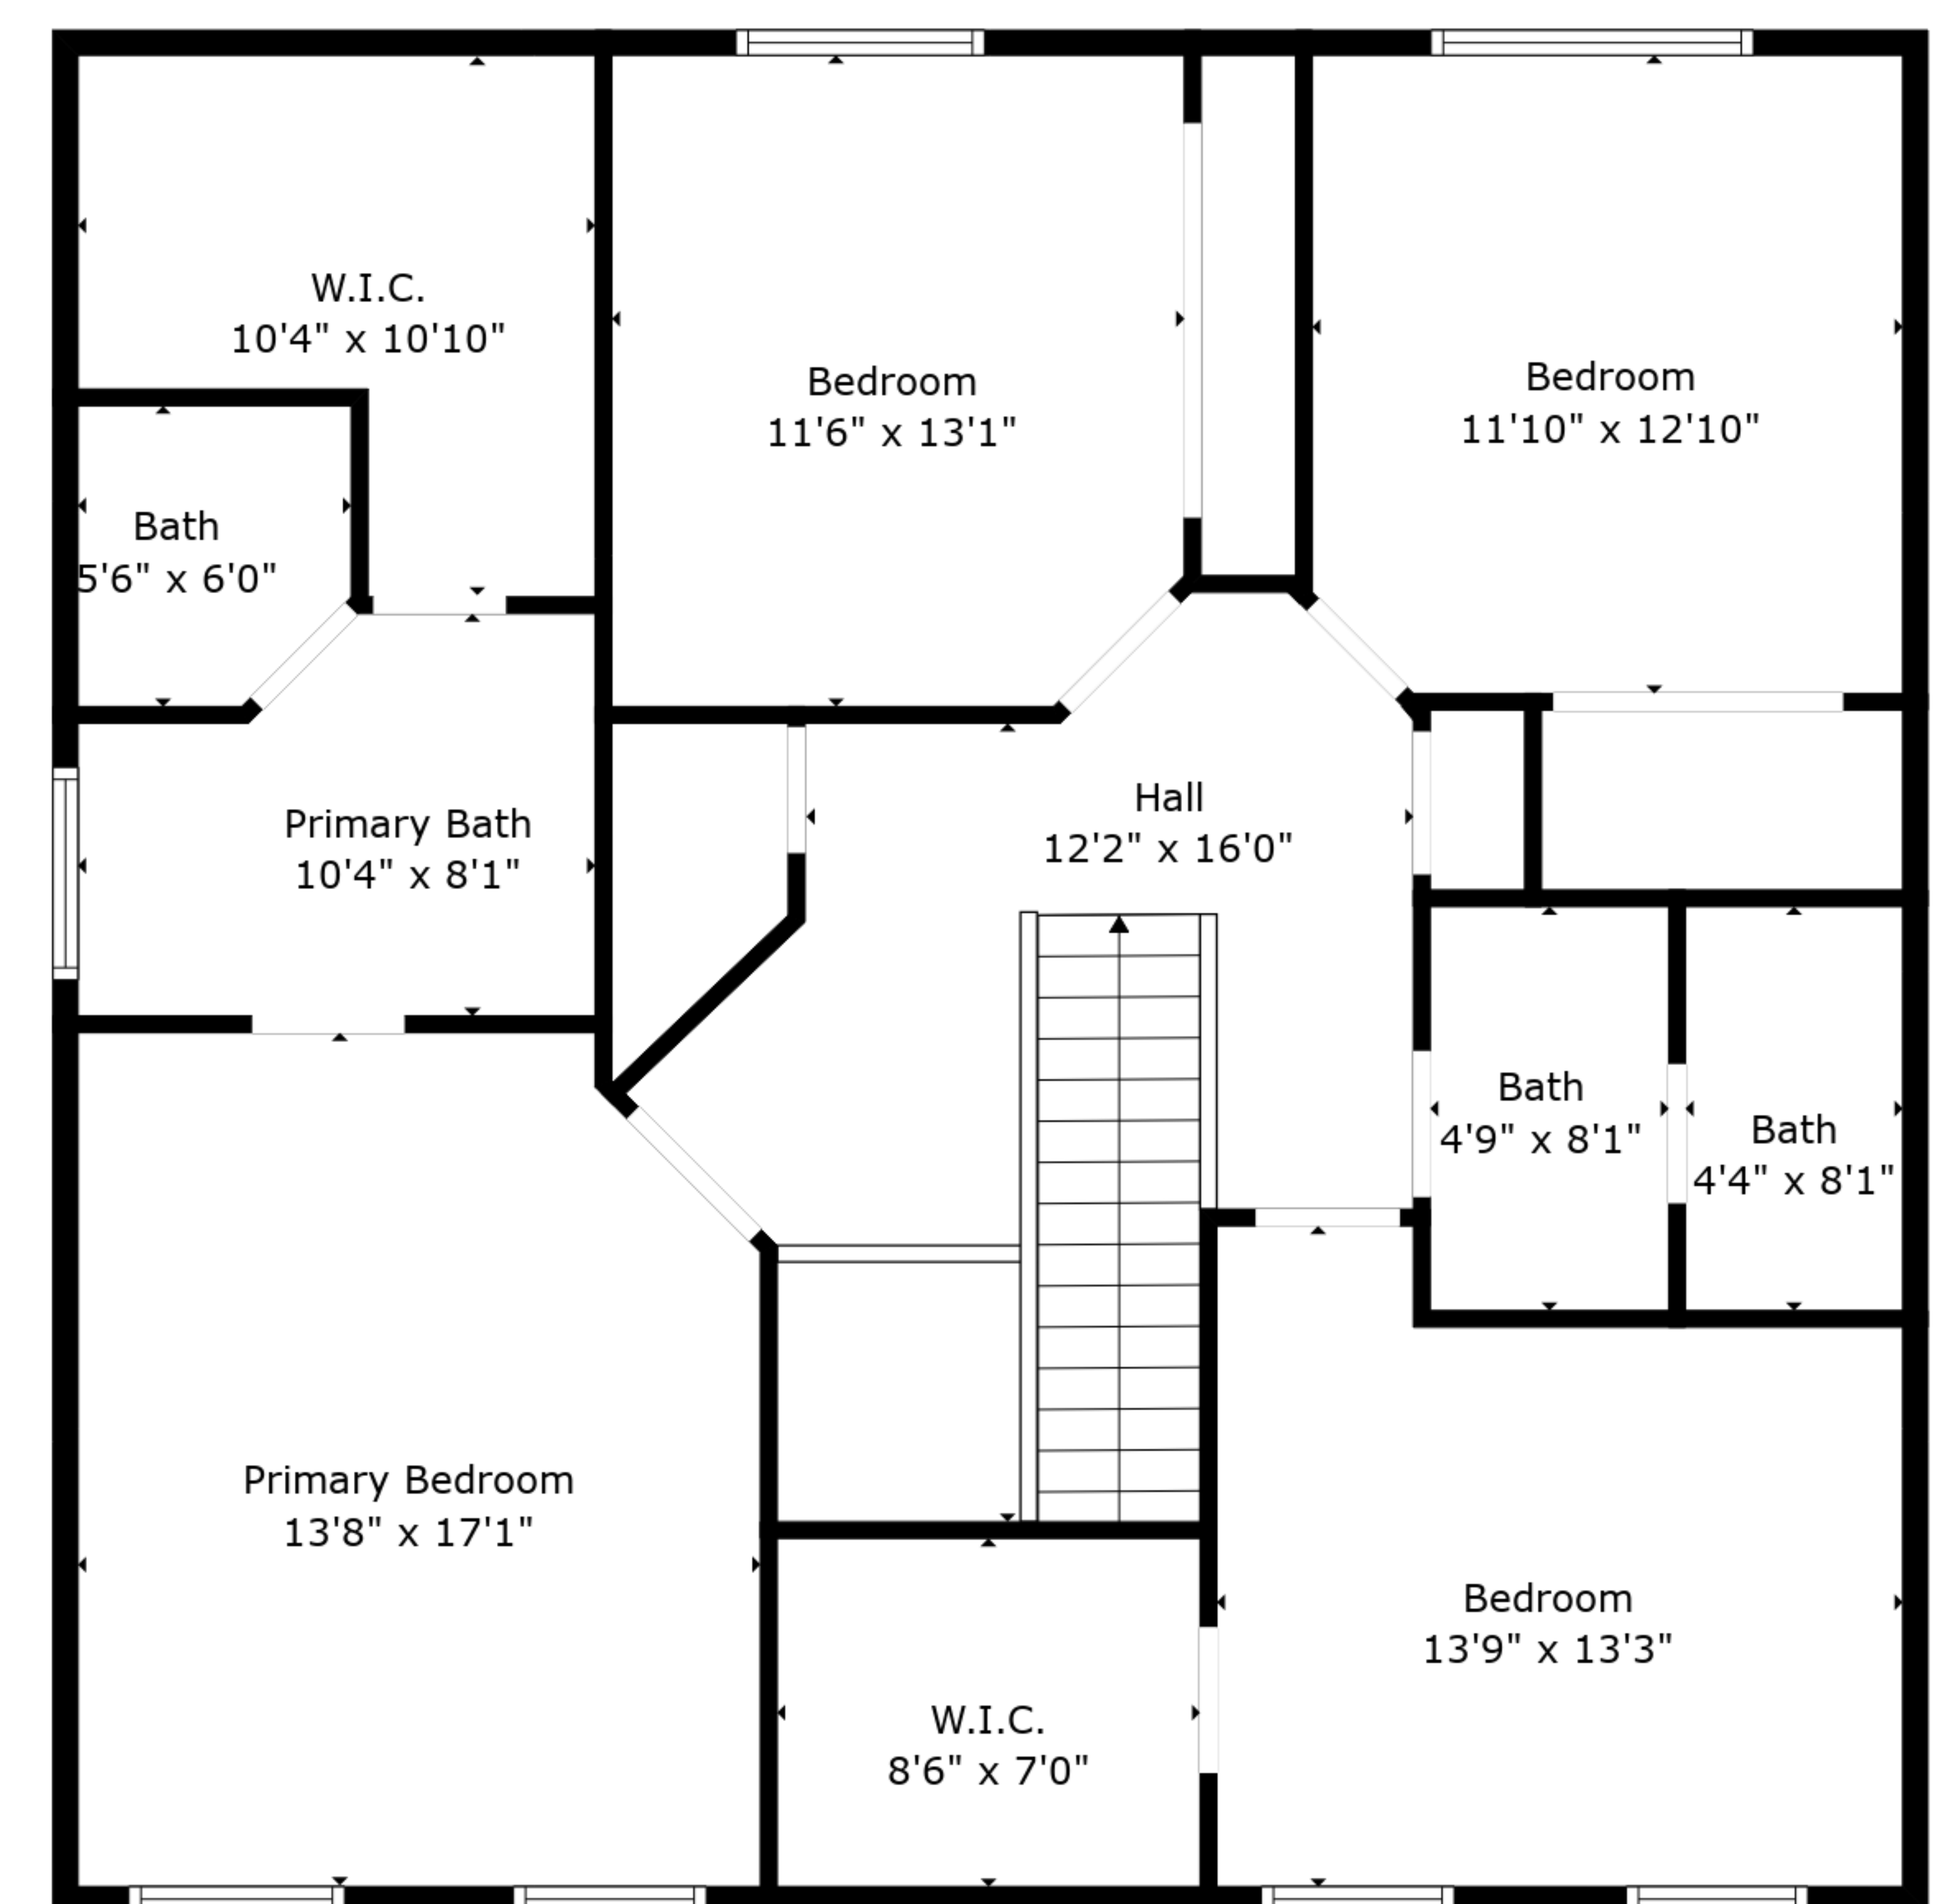 W.I.C.
10'4" x 10'10"
Bedroom
11'6" x 13'1"
Bedroom
11'10" x 12'10"
Bath
5'6" x 6'0"
Primary Bath
10'4" x 8'1"
Hall
12'2" x 16'0"
Bath
4'9" x 8'1"
Bath
4'4" x 8'1"
Primary Bedroom
13'8" x 17'1"
Bedroom
13'9" x 13'3"
W.I.C.
8'6" x 7'0"